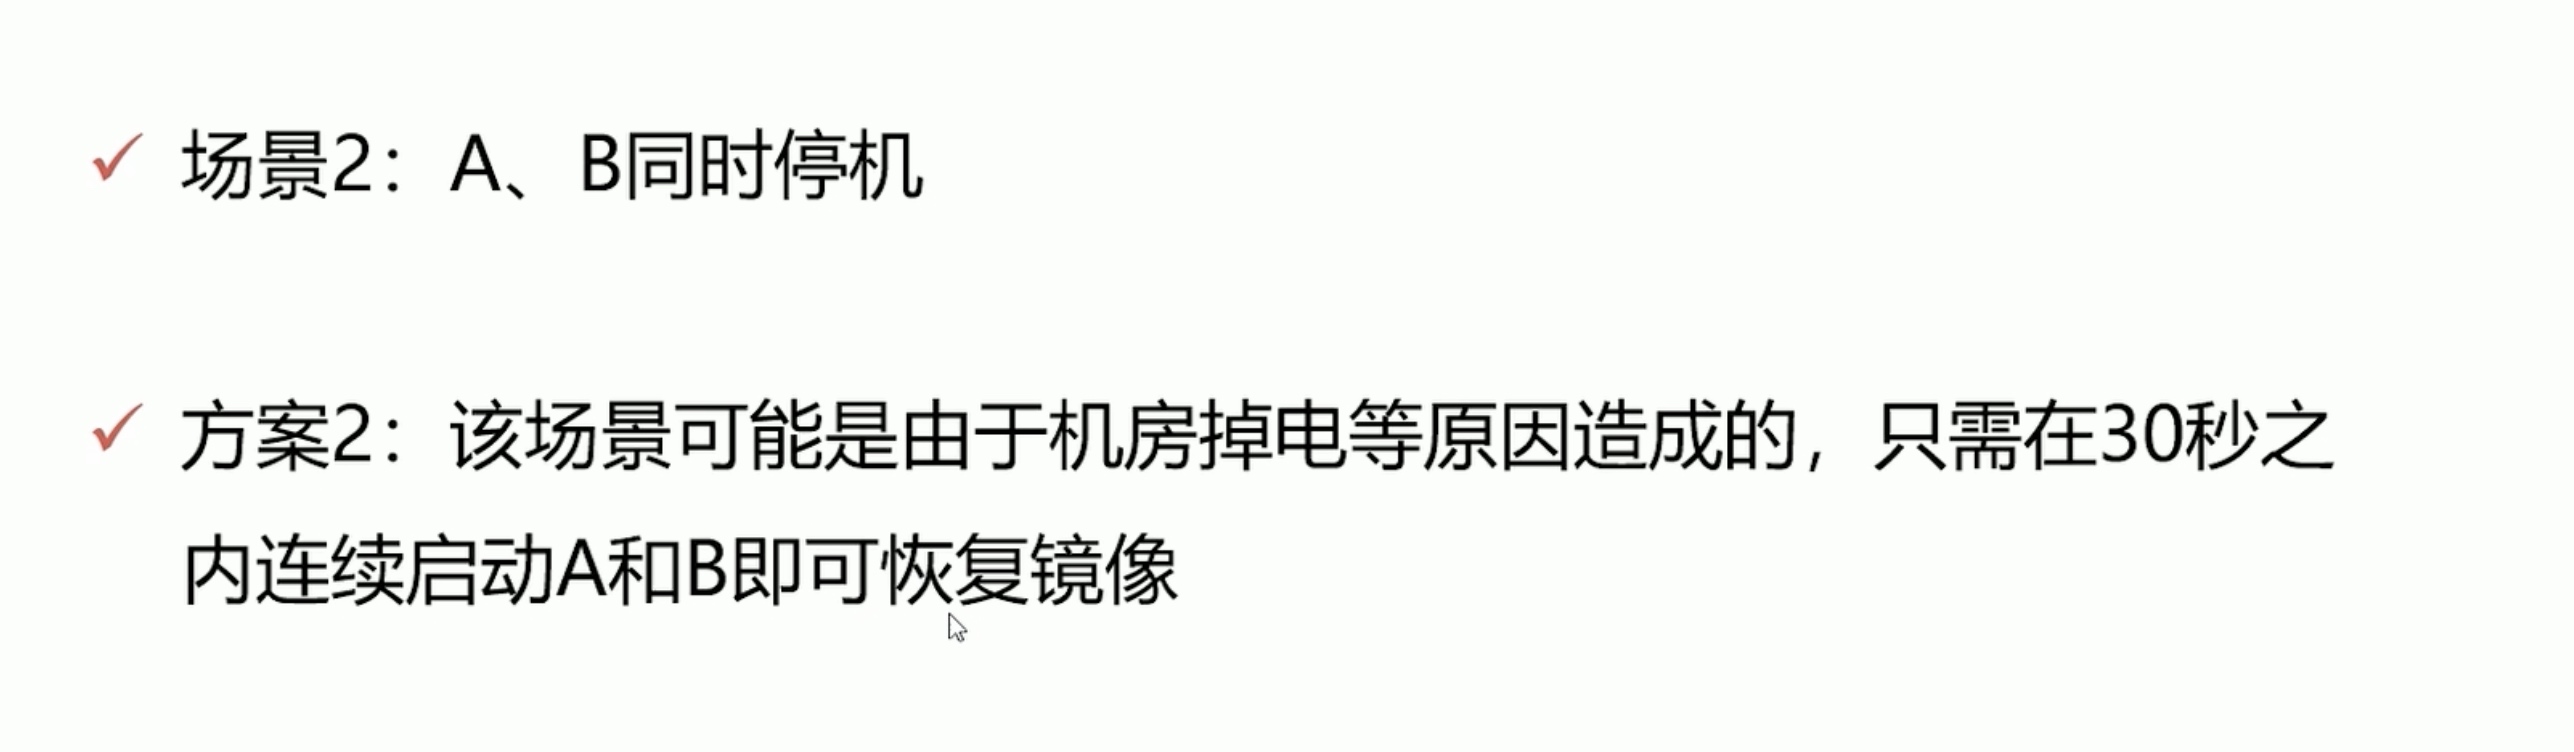 场景2：A、B同时停机
方案2：该场景可能是由于机房掉电等原因造成的，只需在30秒之
内连续启动A和B即可恢复镜像